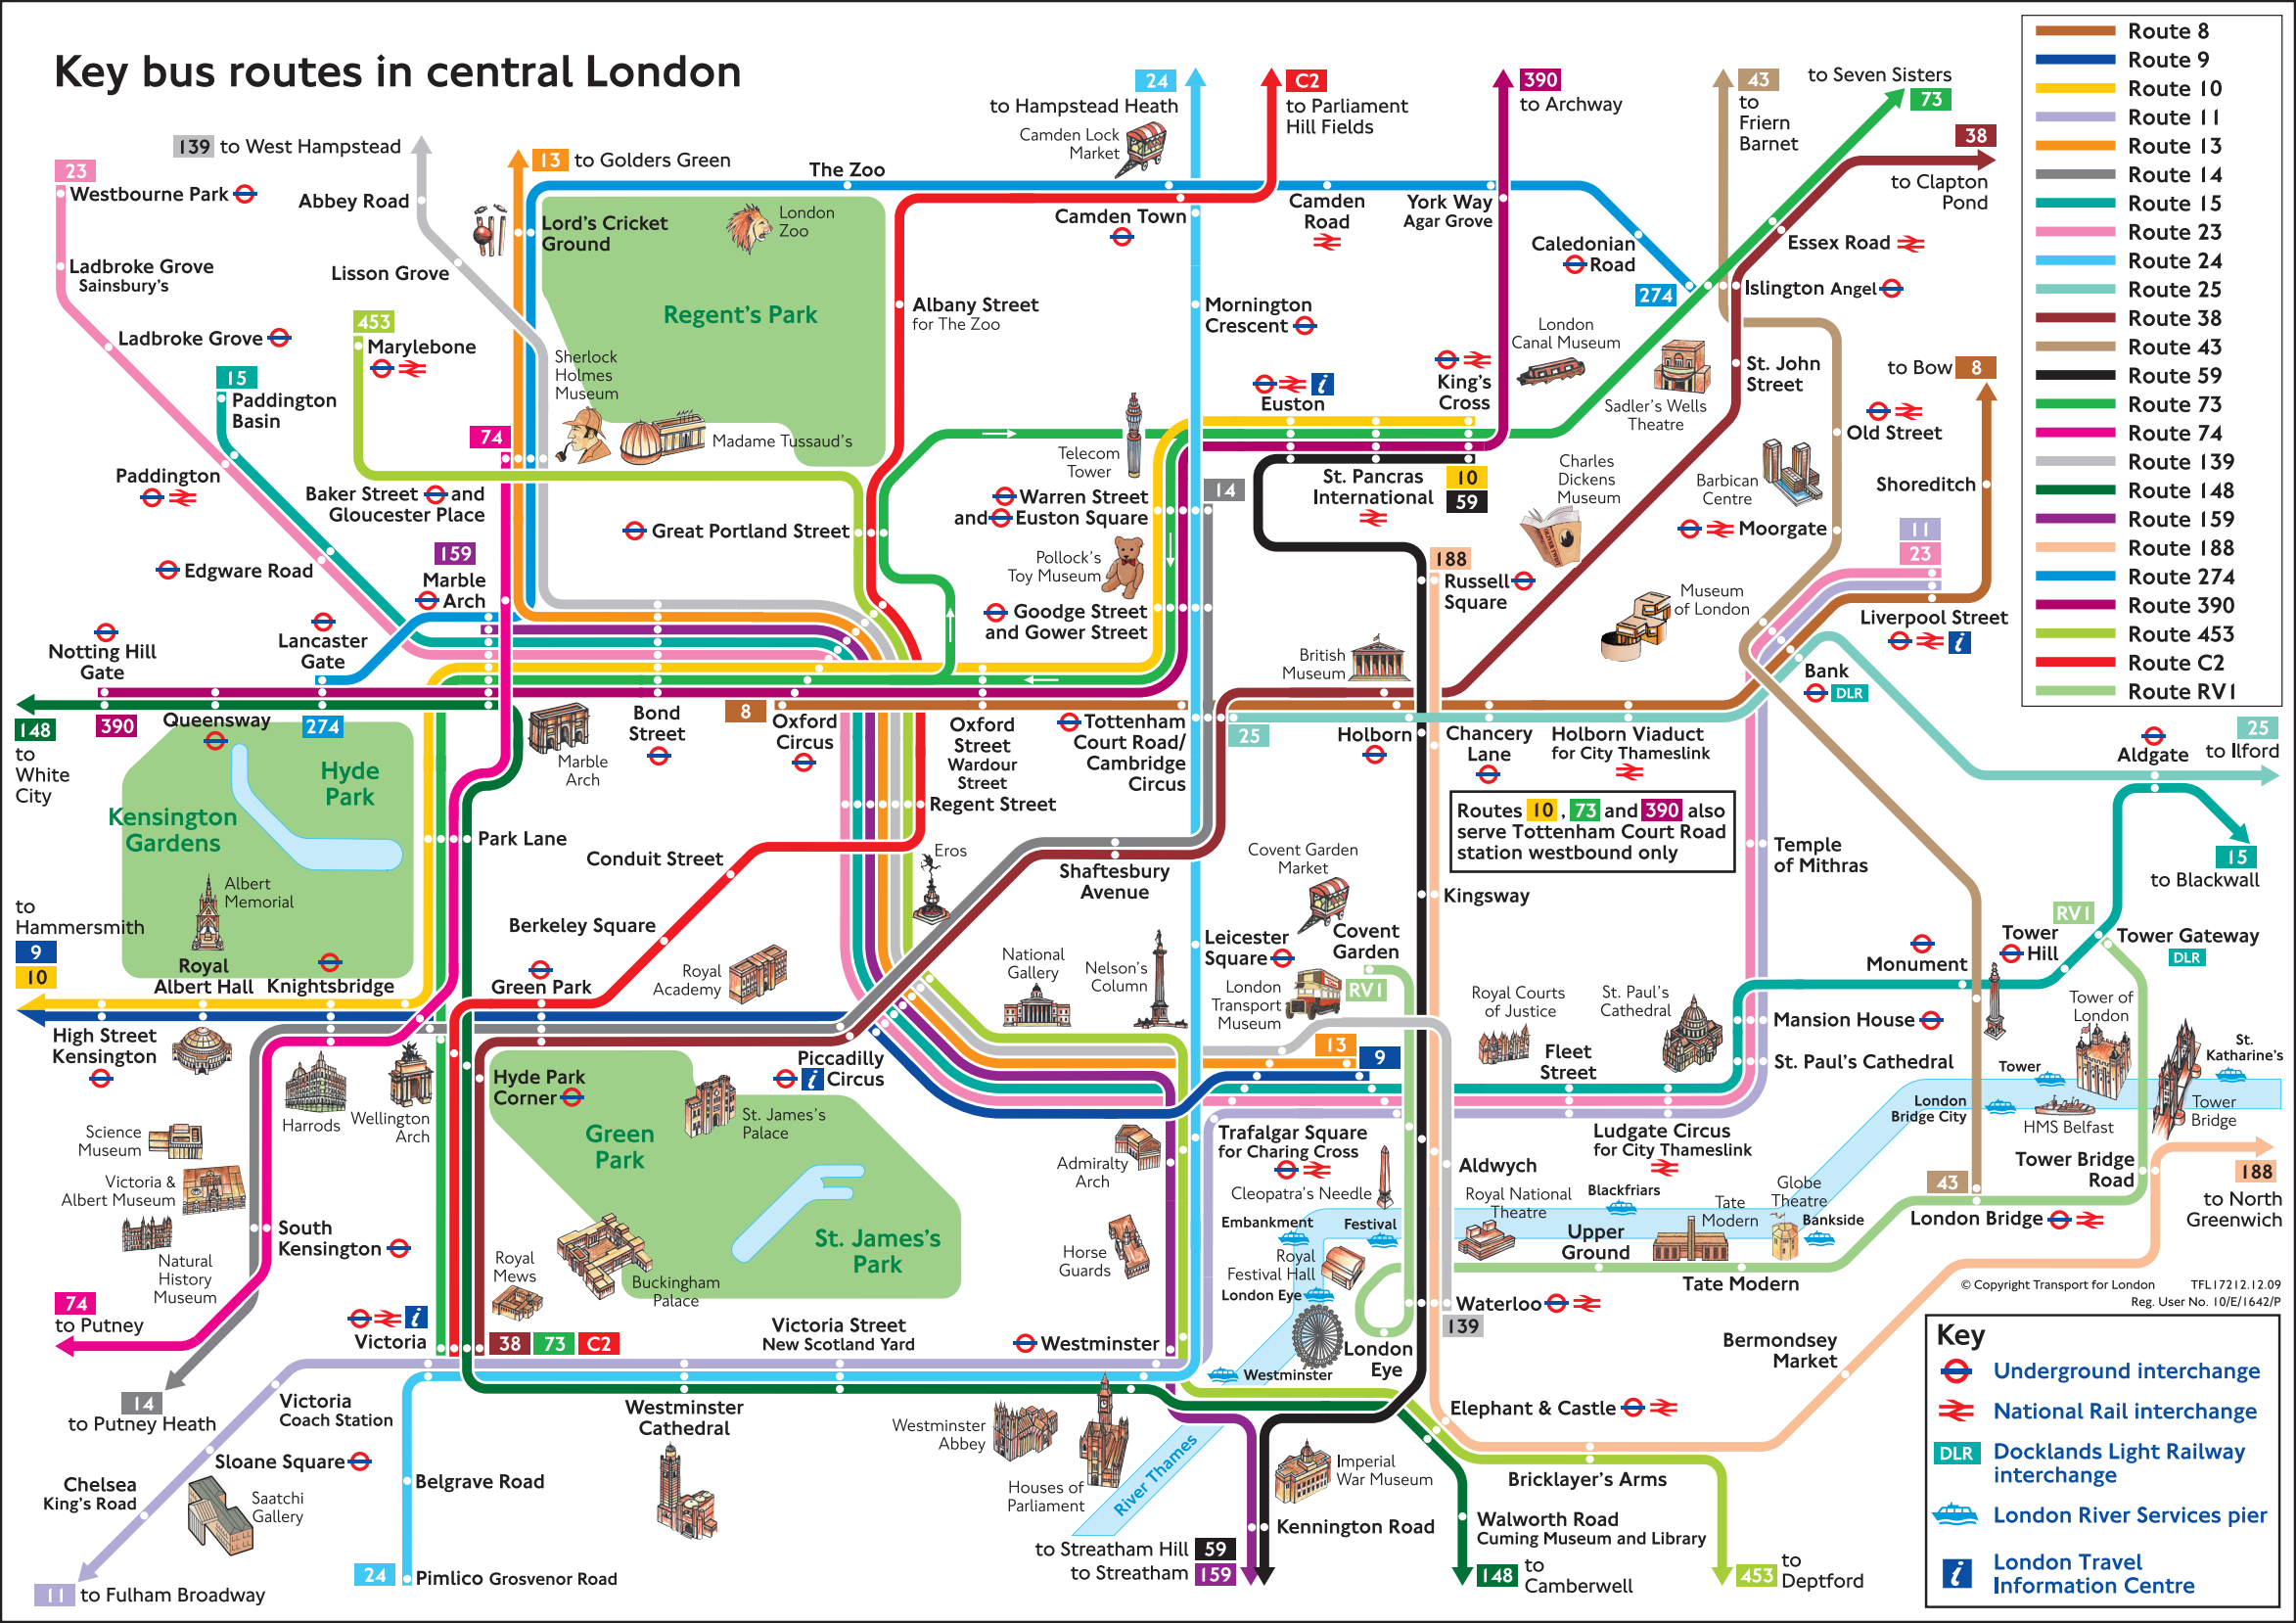 Key bus routes in central London
Route 8
Route 9
Route 10
Route 11
Route 13
Route 14
Route 15
Route 23
Route 24
Route 25
Route 38
Route 43
Route 59
Route 73
Route 74
Route 139
Route 148
Route 159
Route 188
Route 274
Route 390
Route 453
Route C2
Route RV1
24
to Hampstead Heath
Camden Lock
Market
C2
to Parliament
Hill Fields
390
to Archway
43
to
Friern
Barnet
to Seven Sisters
73
38
to Clapton
Pond
139 to West Hampstead
13 to Golders Green
23
Westbourne Park
Abbey Road
The Zoo
Lord's Cricket
Ground
London
Zoo
Camden Town
Camden
Road
York Way
Agar Grove
Caledonian
Road
Essex Road
Ladbroke Grove
Sainsbury's
Lisson Grove
Regent's Park
Albany Street
for The Zoo
Mornington
Crescent
274
Islington Angel
453
Marylebone
Ladbroke Grove
Sherlock
Holmes
Museum
London
Canal Museum
St. John
Street
to Bow 8
15
Paddington
Basin
Euston
King's
Cross
Sadler's Wells
Theatre
74
Madame Tussaud's
Telecom
Tower
Old Street
Paddington
Baker Street and
Gloucester Place
Warren Street
and Euston Square
14
St. Pancras
International
10
59
Charles
Dickens
Museum
Barbican
Centre
Shoreditch
Great Portland Street
Moorgate
11
23
159
Marble
Arch
Edgware Road
Pollock's
Toy Museum
188
Russell
Square
Museum
of London
Goodge Street
and Gower Street
Liverpool Street
Lancaster
Gate
Notting Hill
Gate
British
Museum
Bank
DLR
148
to
White
City
390
Queensway
274
Marble
Arch
Bond
Street
8
Oxford
Circus
Oxford
Street
Wardour
Street
Tottenham
Court Road/
Cambridge
Circus
25
Holborn
Chancery
Lane
Holborn Viaduct
for City Thameslink
25
to Ilford
Aldgate
Hyde
Park
Kensington
Gardens
Regent Street
Routes 10 , 73 and 390 also
serve Tottenham Court Road
station westbound only
Park Lane
Conduit Street
Eros
Shaftesbury
Avenue
Covent Garden
Market
Temple
of Mithras
15
to Blackwall
Albert
Memorial
Kingsway
to
Hammersmith
9
10
Berkeley Square
RV1
Royal
Albert Hall
Knightsbridge
Green Park
Royal
Academy
National
Gallery
Nelson's
Column
Leicester
Square
Covent
Garden
RV1
London
Transport
Museum
Monument
Tower
Hill
Tower Gateway
DLR
Royal Courts
of Justice
St. Paul's
Cathedral
Tower of
London
High Street
Kensington
Mansion House
13
9
Piccadilly
Circus
Hyde Park
Corner
Fleet
Street
St. Paul's Cathedral
St.
Katharine's
Tower
Harrods
Wellington
Arch
St. James's
Palace
London
Bridge City
HMS Belfast
Tower
Bridge
Science
Museum
Green
Park
Admiralty
Arch
Trafalgar Square
for Charing Cross
Aldwych
Ludgate Circus
for City Thameslink
Tower Bridge
Road
188
to North
Greenwich
Victoria &
Albert Museum
Cleopatra's Needle
Royal National
Theatre
Blackfriars
Tate
Modern
Globe
Theatre
Bankside
43
London Bridge
Embankment
Festival
South
Kensington
Natural
History
Museum
Royal
Mews
Buckingham
Palace
St. James's
Park
Horse
Guards
Royal
Festival Hall
London Eye
Upper
Ground
Tate Modern
© Copyright Transport for London
TFL17212.12.09
Reg. User No. 10/E/1642/P
74
to Putney
Waterloo
139
Victoria
38 73 C2
Victoria Street
New Scotland Yard
Westminster
London
Eye
Westminster
Bermondsey
Market
14
to Putney Heath
Victoria
Coach Station
Westminster
Cathedral
Westminster
Abbey
Elephant & Castle
Sloane Square
Imperial
War Museum
Bricklayer's Arms
Chelsea
King's Road
Saatchi
Gallery
Belgrave Road
Houses of
Parliament
River Thames
Kennington Road
Walworth Road
Cuming Museum and Library
to Streatham Hill 59
to Streatham 159
148 to
Camberwell
453 to
Deptford
11 to Fulham Broadway
24 Pimlico Grosvenor Road
Key
Underground interchange
National Rail interchange
DLR Docklands Light Railway
interchange
London River Services pier
London Travel
Information Centre